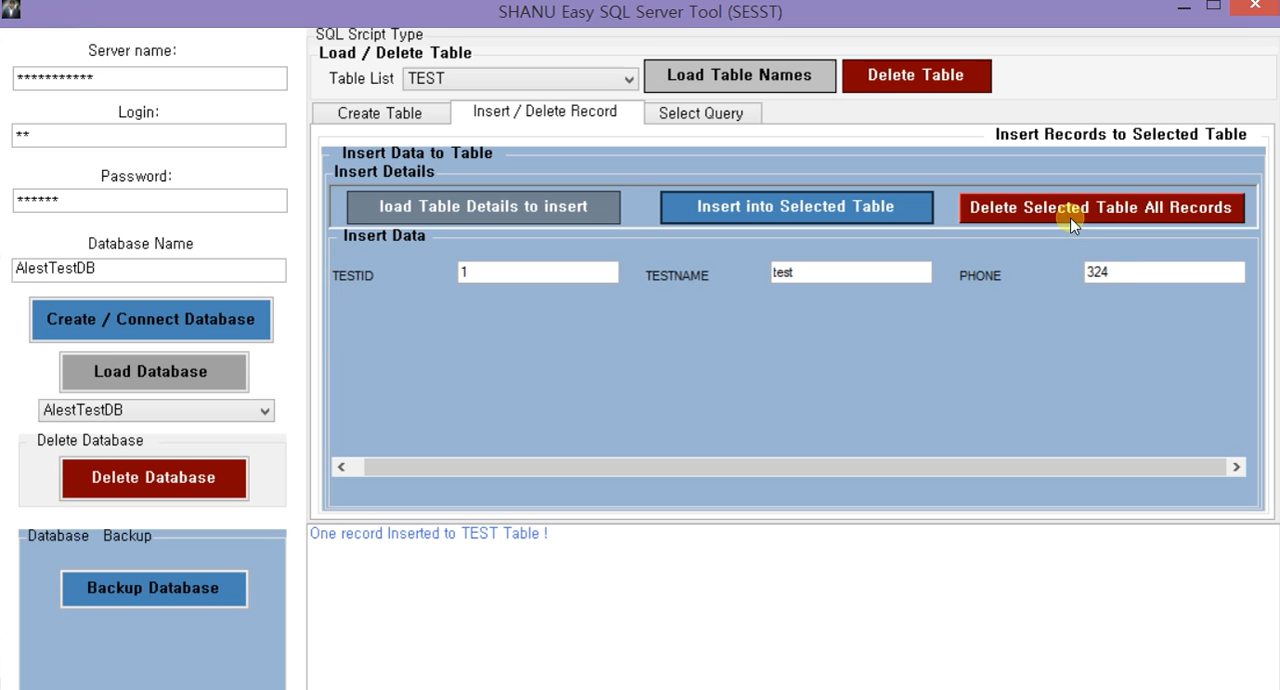 SHANU Easy SQL Server Tool (SESST)
Server name:
***********
Login:
**
Password:
******
Database Name
AlestTestDB
Create / Connect Database
Load Database
AlestTestDB
Delete Database
Delete Database
Database Backup
Backup Database
SQL Srcipt Type
Load / Delete Table
Table List
TEST
Load Table Names
Delete Table
Create Table
Insert / Delete Record
Select Query
Insert Records to Selected Table
Insert Data to Table
Insert Details
load Table Details to insert
Insert into Selected Table
Delete Selected Table All Records
Insert Data
TESTID
1
TESTNAME
test
PHONE
324
One record Inserted to TEST Table !